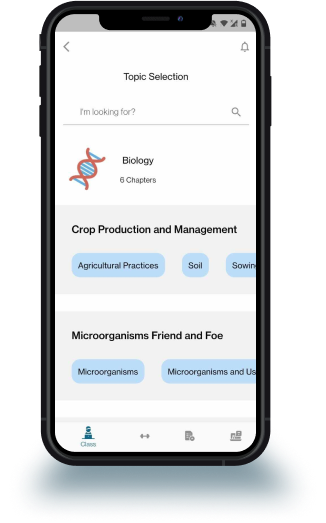 Topic Selection
I'm looking for?
Biology
6 Chapters
Crop Production and Management
Agricultural Practices Soil Sowin
Microorganisms Friend and Foe
Microorganisms Microorganisms and Us
Class